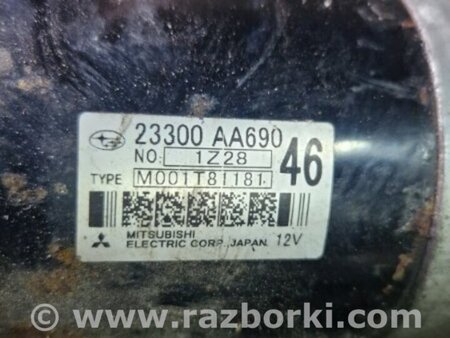 23300 AA690
NO. 1Z28 46
TYPE M001T81181
MITSUBISHI
ELECTRIC CORP. JAPAN 12V
www.razborki.com